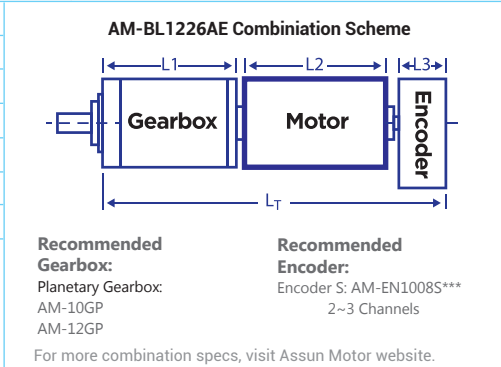 AM-BL1226AE Combiniation Scheme
L1 L2 L3
Gearbox Motor Encoder
LT
Recommended
Gearbox:
Planetary Gearbox:
AM-10GP
AM-12GP
Recommended
Encoder:
Encoder S: AM-EN1008S***
2~3 Channels
For more combination specs, visit Assun Motor website.